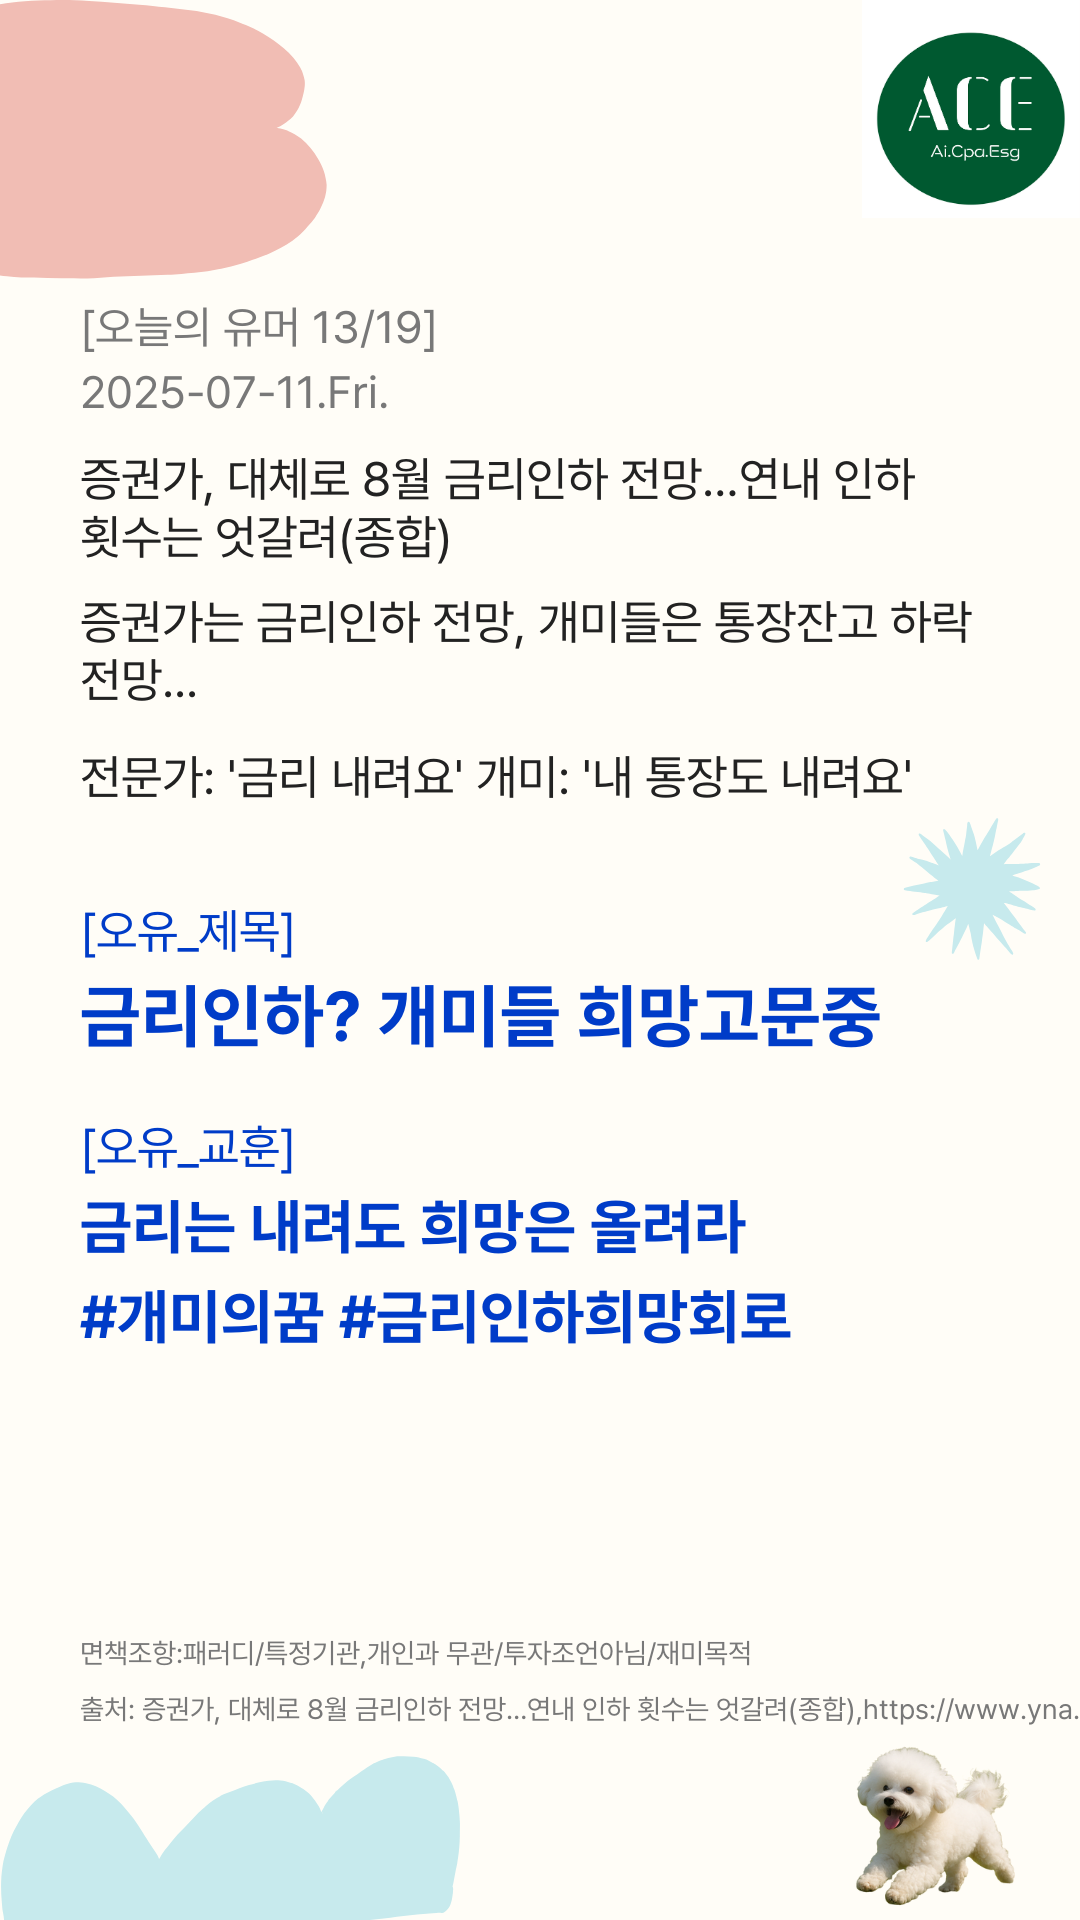 ACE
Ai.Cpa.Esg
[오늘의 유머 13/19]
2025-07-11.Fri.
증권가, 대체로 8월 금리인하 전망…연내 인하
횟수는 엇갈려(종합)
증권가는 금리인하 전망, 개미들은 통장잔고 하락
전망...
전문가: '금리 내려요' 개미: '내 통장도 내려요'
[오유_제목]
금리인하? 개미들 희망고문중
[오유_교훈]
금리는 내려도 희망은 올려라
#개미의꿈 #금리인하희망회로
면책조항:패러디/특정기관,개인과 무관/투자조언아님/재미목적
출처: 증권가, 대체로 8월 금리인하 전망…연내 인하 횟수는 엇갈려(종합),https://www.yna.